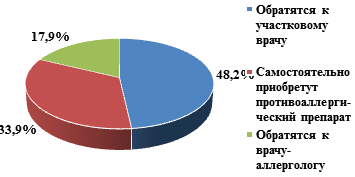 17,9%
48,2%
33,9%
Обратятся к
участковому
врачу
Самостоятельно
приобретут
противоаллерги-
ческий препарат
Обратятся к
врачу-
аллергологу